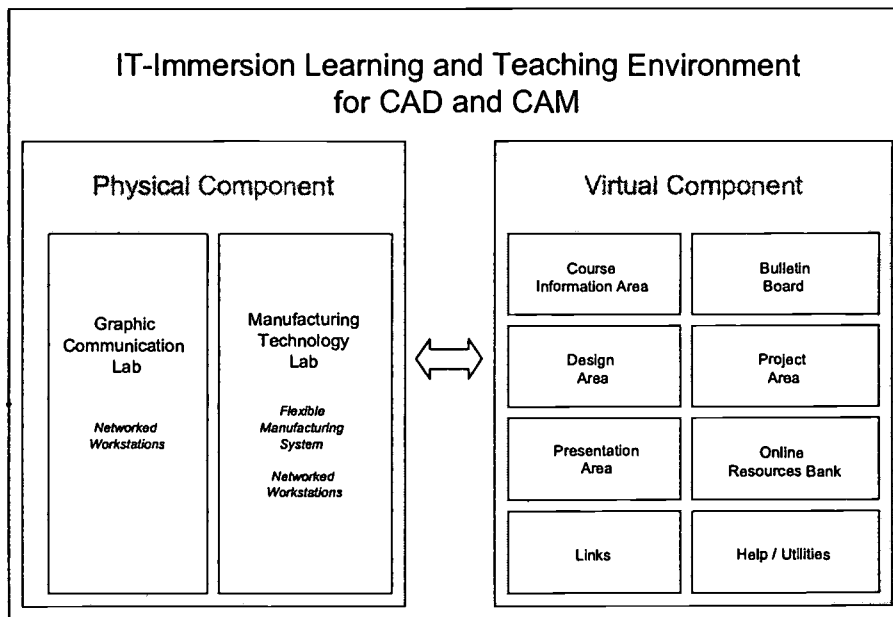 IT-Immersion Learning and Teaching Environment
for CAD and CAM
Physical Component
Graphic
Communication
Lab
Networked
Workstations
Manufacturing
Technology
Lab
Flexible
Manufacturing
System
Networked
Workstations
Virtual Component
Course
Information Area
Bulletin
Board
Design
Area
Project
Area
Presentation
Area
Online
Resources Bank
Links
Help / Utilities